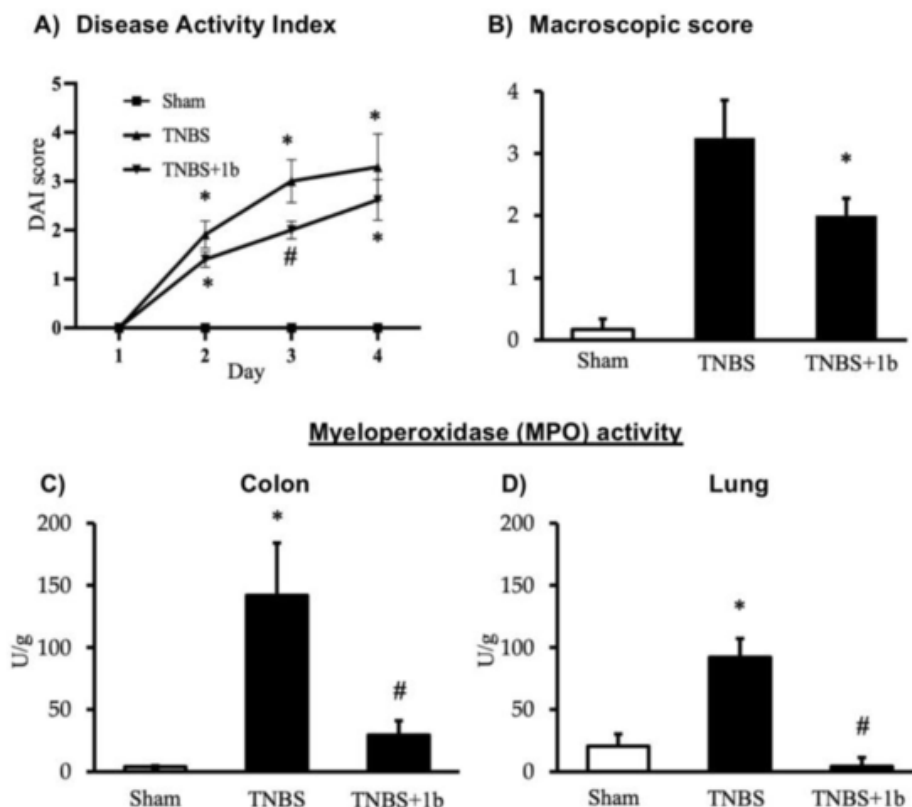 A) Disease Activity Index
5
4
3
2
1
0
DAI score
Sham
TNBS
TNBS+1b
*
*
*
*
#
*
1 2 3 4
Day
B) Macroscopic score
4
3
2
1
0
*
Sham TNBS TNBS+1b
Myeloperoxidase (MPO) activity
C) Colon
200
150
100
50
0
U/g
*
#
Sham TNBS TNBS+1b
D) Lung
200
150
100
50
0
U/g
*
#
Sham TNBS TNBS+1b